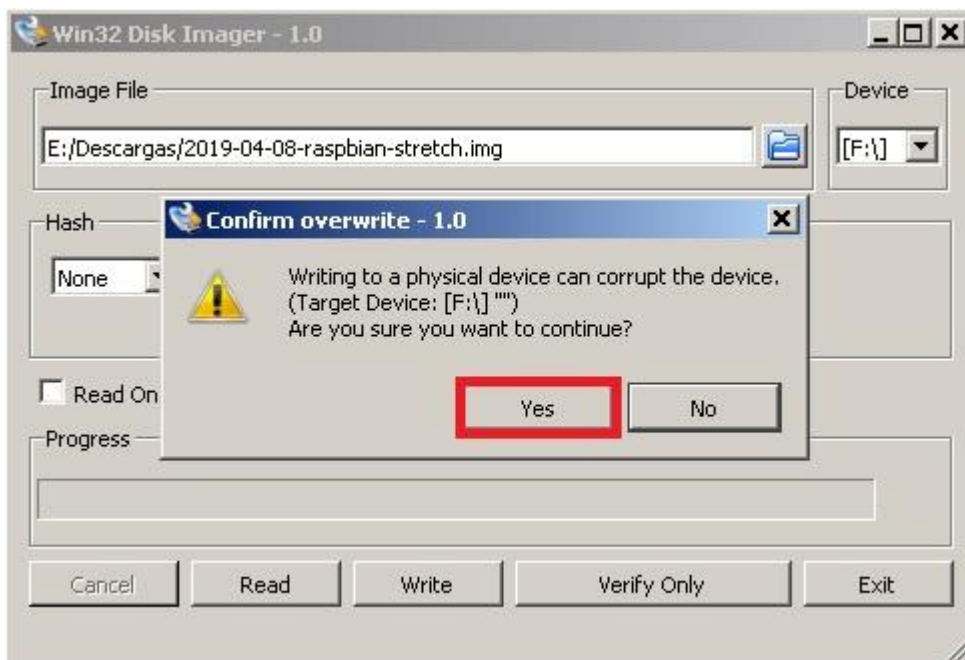 Win32 Disk Imager - 1.0
Image File
Device
E:/Descargas/2019-04-08-raspbian-stretch.img
[F:\]
Hash
None
Confirm overwrite - 1.0
Writing to a physical device can corrupt the device.
(Target Device: [F:\] "")
Are you sure you want to continue?
Yes
No
Read On
Progress
Cancel
Read
Write
Verify Only
Exit